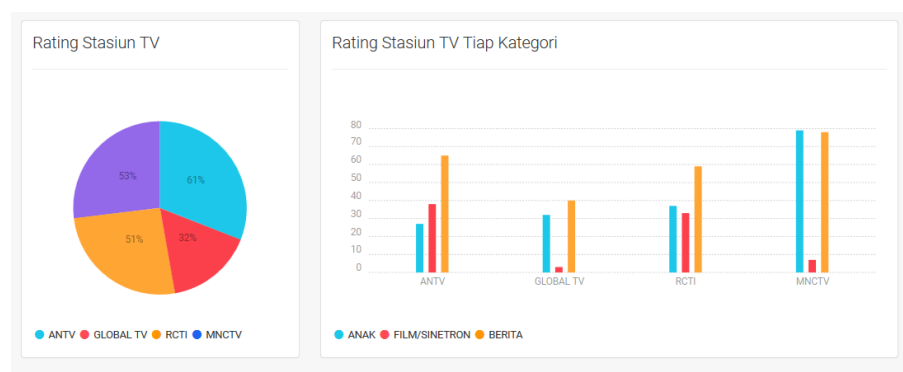 Rating Stasiun TV
53%
61%
51%
32%
ANTV GLOBAL TV RCTI MNCTV
Rating Stasiun TV Tiap Kategori
80
70
60
50
40
30
20
10
0
ANTV GLOBAL TV RCTI MNCTV
ANAK FILM/SINETRON BERITA